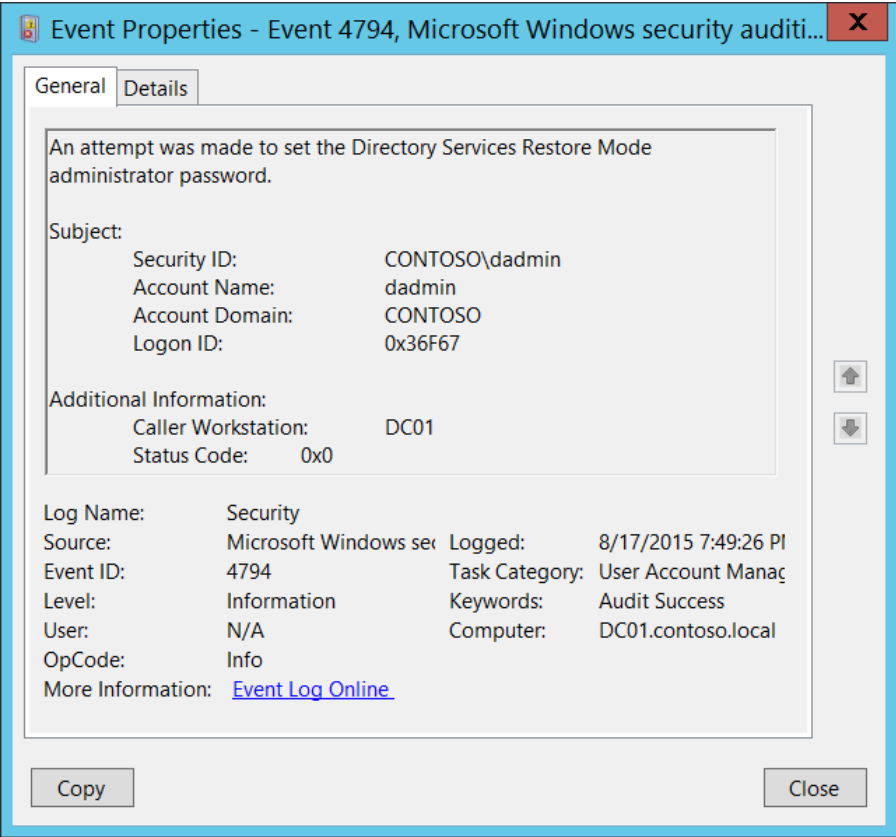 Event Properties - Event 4794, Microsoft Windows security auditi...
X
General Details
An attempt was made to set the Directory Services Restore Mode
administrator password.
Subject:
Security ID: CONTOSO\dadmin
Account Name: dadmin
Account Domain: CONTOSO
Logon ID: 0x36F67
Additional Information:
Caller Workstation: DC01
Status Code: 0x0
Log Name: Security
Source: Microsoft Windows sec Logged: 8/17/2015 7:49:26 PM
Event ID: 4794 Task Category: User Account Manag
Level: Information Keywords: Audit Success
User: N/A Computer: DC01.contoso.local
OpCode: Info
More Information: Event Log Online
Copy Close